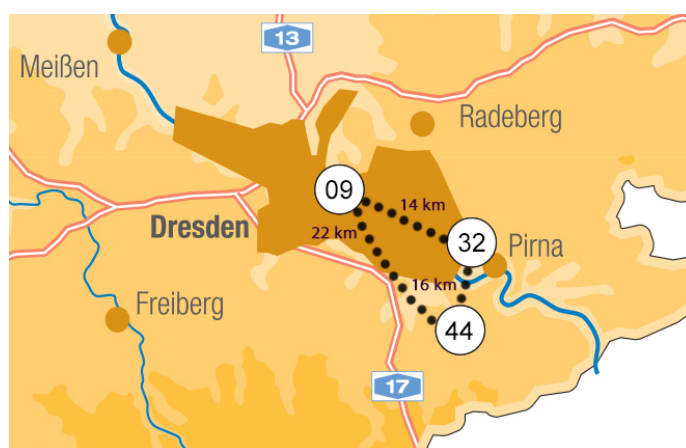 13
Meißen
Radeberg
09
14 km
Dresden
22 km
32
Pirna
16 km
Freiberg
44
17